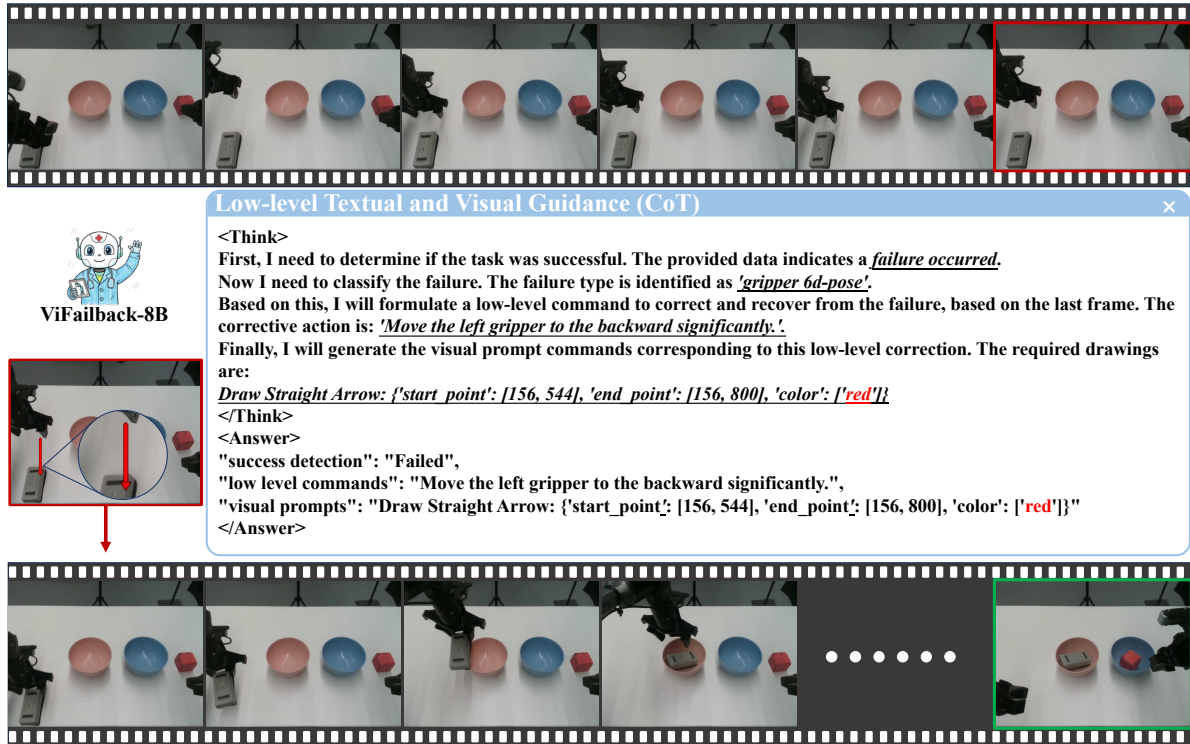 Low-level Textual and Visual Guidance (CoT)
×
<Think>
First, I need to determine if the task was successful. The provided data indicates a failure occurred.
Now I need to classify the failure. The failure type is identified as 'gripper 6d-pose'.
Based on this, I will formulate a low-level command to correct and recover from the failure, based on the last frame. The
corrective action is: 'Move the left gripper to the backward significantly.'.
Finally, I will generate the visual prompt commands corresponding to this low-level correction. The required drawings
are:
Draw Straight Arrow: {'start_point': [156, 544], 'end_point': [156, 800], 'color': ['red']}
</Think>
<Answer>
"success detection": "Failed",
"low level commands": "Move the left gripper to the backward significantly.",
"visual prompts": "Draw Straight Arrow: {'start_point': [156, 544], 'end_point': [156, 800], 'color': ['red']}"
</Answer>
ViFailback-8B